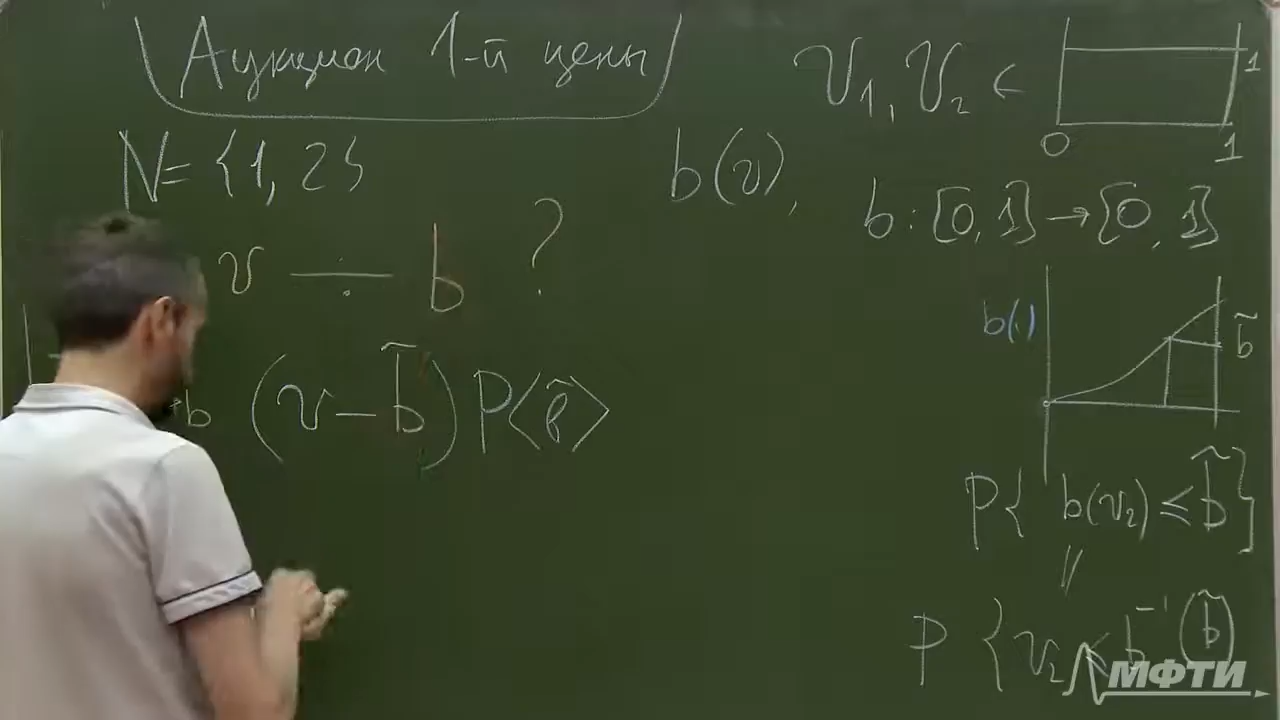 Аукцион 1-й цены
N = {1, 2}
v ÷ b ?
b (v - b̃) P⟨b̃⟩
v₁, v₂ ∈
1
0 1
b(v),
b : [0, 1] → [0, 1]
b(·)
b̃
P{ b(v₂) ≤ b̃ }
||
P { v₂ ≤ b⁻¹(b̃)
МФТИ